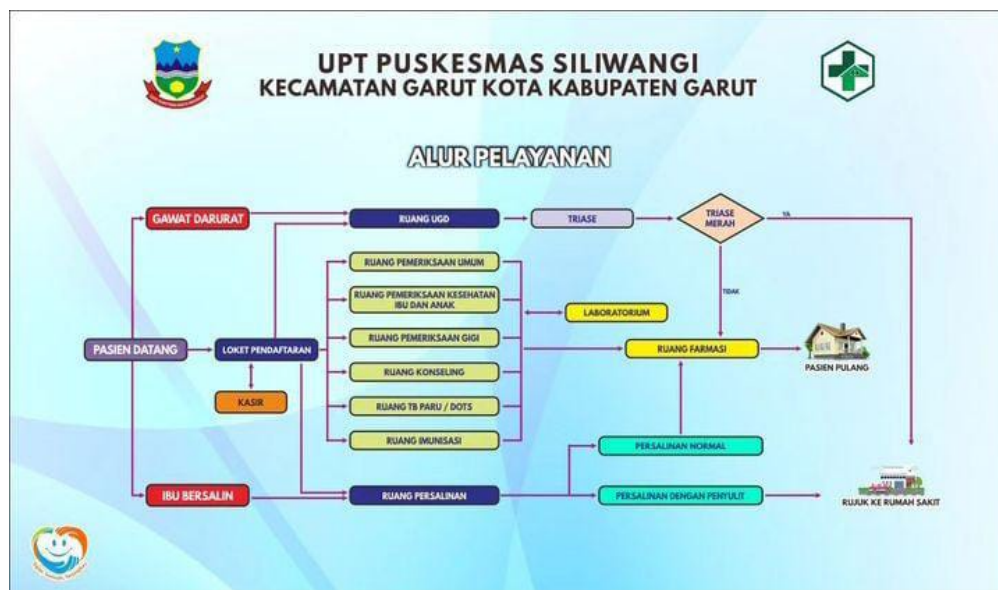 UPT PUSKESMAS SILIWANGI
KECAMATAN GARUT KOTA KABUPATEN GARUT
ALUR PELAYANAN
GAWAT DARURAT
RUANG UGD
TRIASE
TRIASE
MERAH
YA
RUANG PEMERIKSAAN UMUM
RUANG PEMERIKSAAN KESEHATAN
IBU DAN ANAK
TIDAK
LABORATORIUM
RUANG PEMERIKSAAN GIGI
PASIEN DATANG
LOKET PENDAFTARAN
RUANG FARMASI
PASIEN PULANG
RUANG KONSELING
KASIR
RUANG TB PARU / DOTS
RUANG IMUNISASI
PERSALINAN NORMAL
IBU BERSALIN
RUANG PERSALINAN
PERSALINAN DENGAN PENYULIT
RUJUK KE RUMAH SAKIT